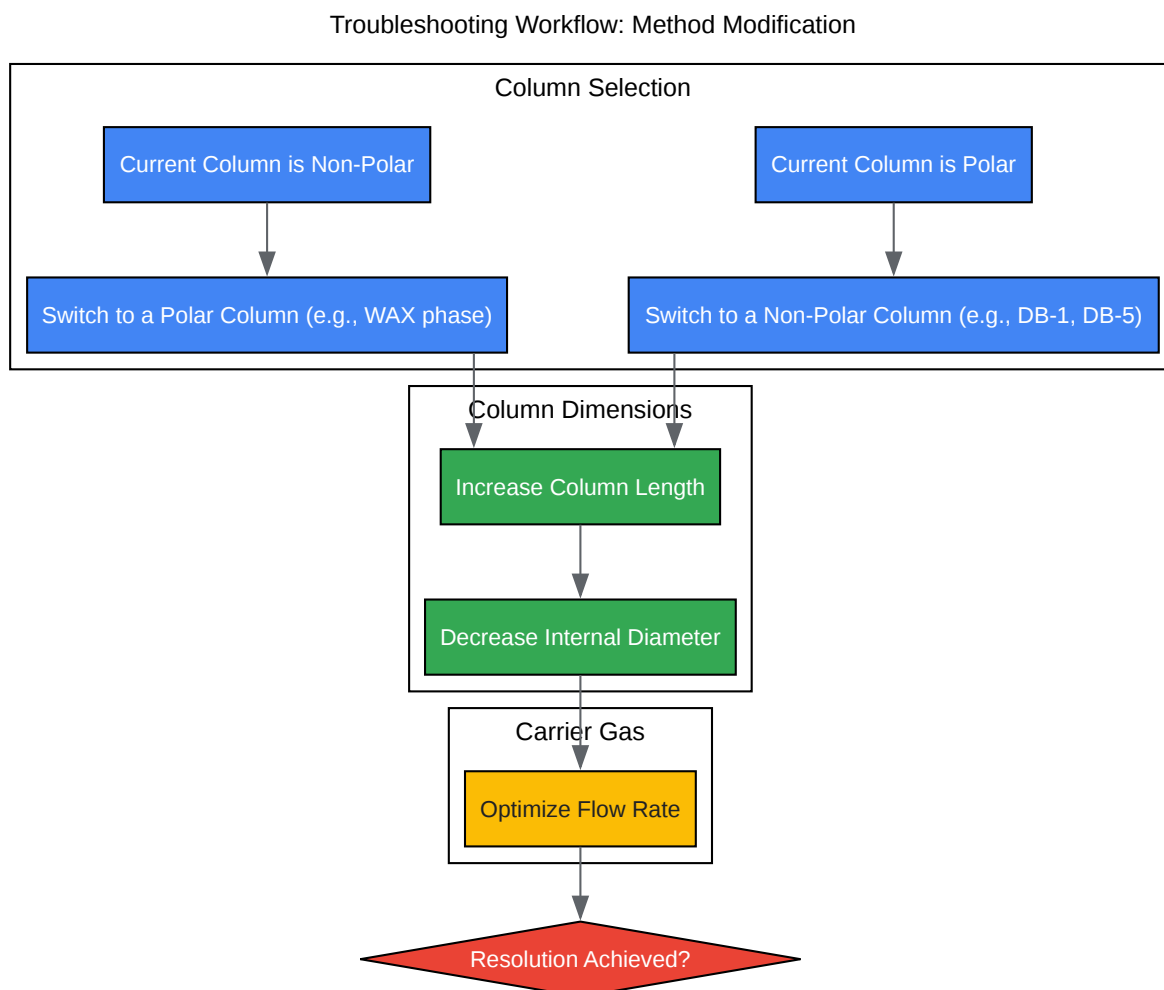 Troubleshooting Workflow: Method Modification
Column Selection
Current Column is Non-Polar
Current Column is Polar
Switch to a Polar Column (e.g., WAX phase)
Switch to a Non-Polar Column (e.g., DB-1, DB-5)
Column Dimensions
Increase Column Length
Decrease Internal Diameter
Carrier Gas
Optimize Flow Rate
Resolution Achieved?